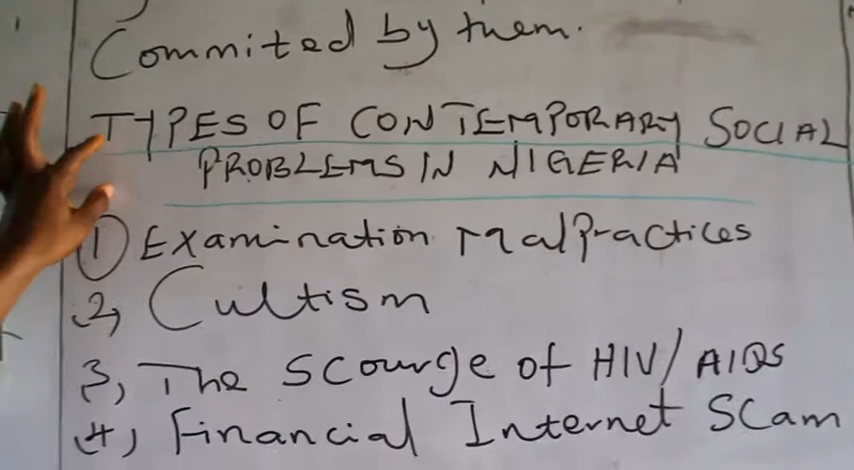 Commited by them.
TYPES OF CONTEMPORARY SOCIAL
PROBLEMS IN NIGERIA
1 Examination malpractices
2, Cultism
3, The Scourge of HIV/AIDS
(4) Financial Internet Scam